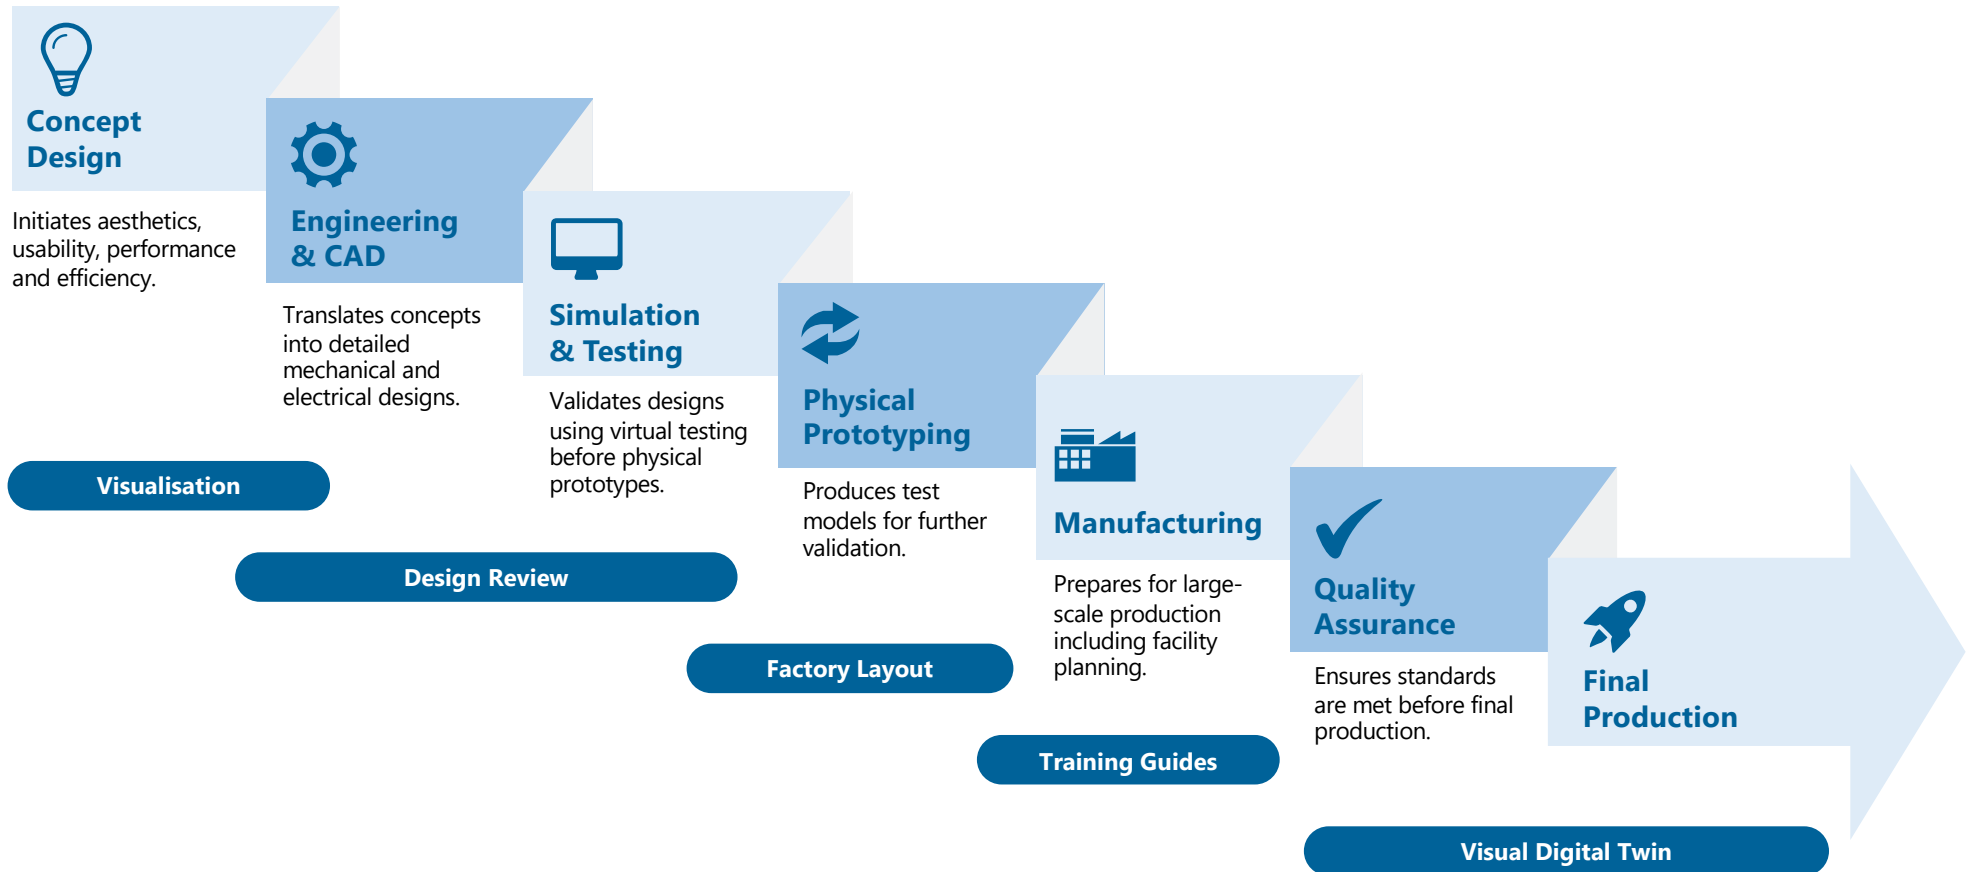 Concept
Design
Initiates aesthetics,
usability, performance
and efficiency.
Engineering
& CAD
Translates concepts
into detailed
mechanical and
electrical designs.
Simulation
& Testing
Validates designs
using virtual testing
before physical
prototypes.
Physical
Prototyping
Produces test
models for further
validation.
Manufacturing
Prepares for large-
scale production
including facility
planning.
Quality
Assurance
Ensures standards
are met before final
production.
Final
Production
Visualisation
Design Review
Factory Layout
Training Guides
Visual Digital Twin